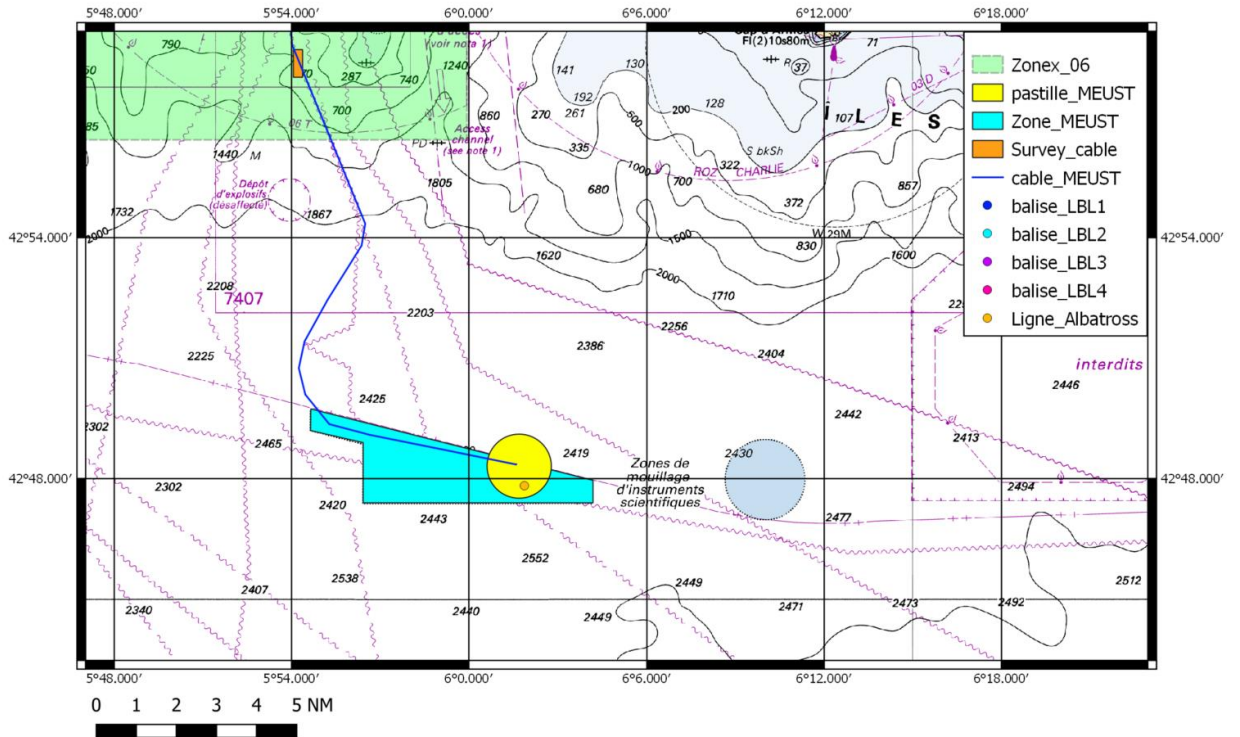 5°48.000' 5°54.000' 6°0.000' 6°6.000' 6°12.000' 6°18.000'
790
287
740
1240
(voir nota 1)
141
130
Fl(2)10s80m
71
R
37
192
261
128
200
03 D
107
ÎLES
700
06 T
860
270
500
335
S bkSh
PD
Access
channel
(see note 1)
1440
M
322
1000
700
ROZ CHARLIE
1805
680
857
372
Dépôt
d'explosifs
(désaffecté)
1732
1867
2000
42°54.000'
1500
W 29M
830
42°54.000'
1620
1600
2000
2208
7407
1710
2203
2256
2386
2404
2225
interdits
2446
2425
2442
2302
2465
2419
2430
2413
Zones de
mouillage
d'instruments
scientifiques
42°48.000'
42°48.000'
2302
2420
2443
2477
2494
2552
2538
2407
2449
2512
2340
2440
2449
2471
2473
2492
5°48.000' 5°54.000' 6°0.000' 6°6.000' 6°12.000' 6°18.000'
Zonex_06
pastille_MEUST
Zone_MEUST
Survey_cable
cable_MEUST
balise_LBL1
balise_LBL2
balise_LBL3
balise_LBL4
Ligne_Albatross
0 1 2 3 4 5 NM